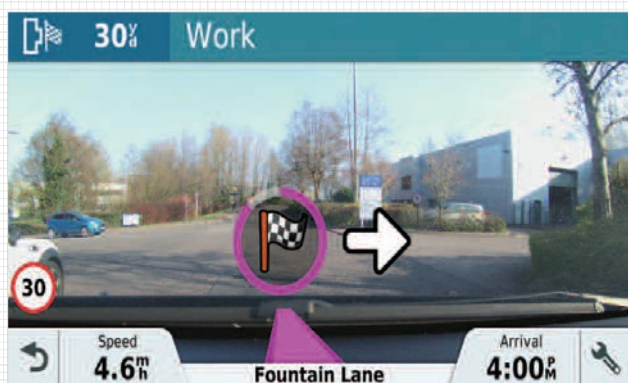 30yd Work
30
Speed
4.6mh
Fountain Lane
Arrival
4:00PM